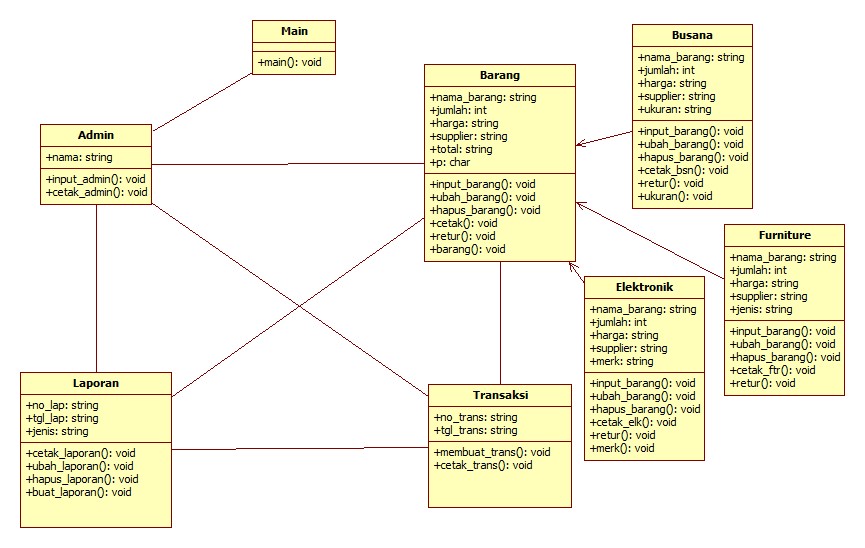 Main
+main(): void
Admin
+nama: string
+input_admin(): void
+cetak_admin(): void
Barang
+nama_barang: string
+jumlah: int
+harga: string
+supplier: string
+total: string
+p: char
+input_barang(): void
+ubah_barang(): void
+hapus_barang(): void
+cetak(): void
+retur(): void
+barang(): void
Busana
+nama_barang: string
+jumlah: int
+harga: string
+supplier: string
+ukuran: string
+input_barang(): void
+ubah_barang(): void
+hapus_barang(): void
+cetak_bsn(): void
+retur(): void
+ukuran(): void
Furniture
+nama_barang: string
+jumlah: int
+harga: string
+supplier: string
+jenis: string
+input_barang(): void
+ubah_barang(): void
+hapus_barang(): void
+cetak_ftr(): void
+retur(): void
Elektronik
+nama_barang: string
+jumlah: int
+harga: string
+supplier: string
+merk: string
+input_barang(): void
+ubah_barang(): void
+hapus_barang(): void
+cetak_elk(): void
+retur(): void
+merk(): void
Laporan
+no_lap: string
+tgl_lap: string
+jenis: string
+cetak_laporan(): void
+ubah_laporan(): void
+hapus_laporan(): void
+buat_laporan(): void
Transaksi
+no_trans: string
+tgl_trans: string
+membuat_trans(): void
+cetak_trans(): void